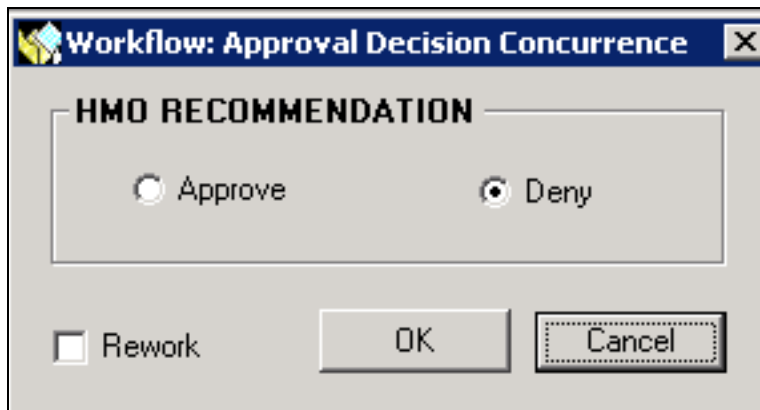 Workflow: Approval Decision Concurrence
HMO RECOMMENDATION
Approve
Deny
Rework
OK
Cancel